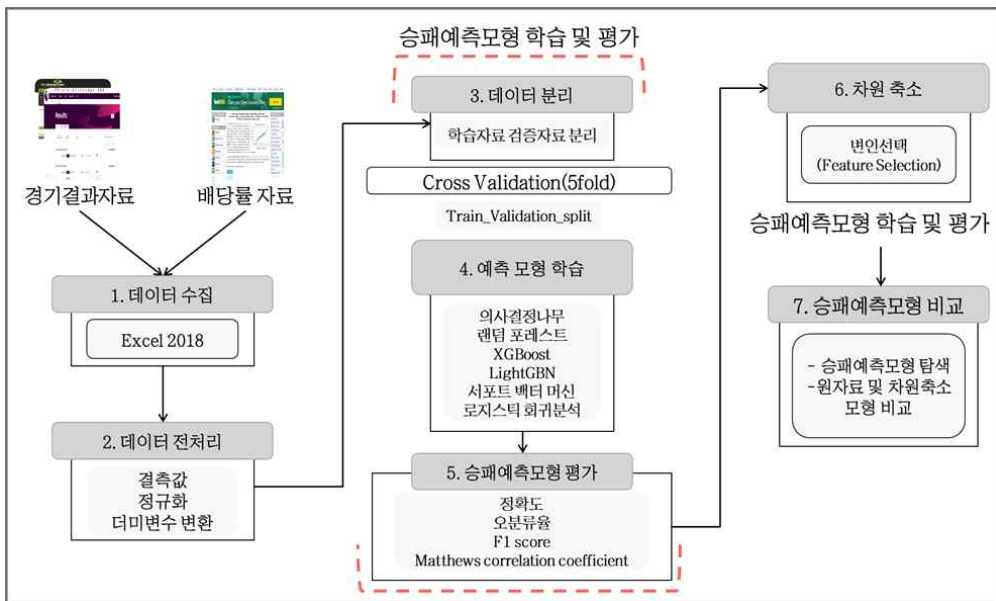 승패예측모형 학습 및 평가
경기결과자료
배당률 자료
1. 데이터 수집
Excel 2018
2. 데이터 전처리
결측값
정규화
더미변수 변환
3. 데이터 분리
학습자료 검증자료 분리
Cross Validation(5fold)
Train_Validation_split
4. 예측 모형 학습
의사결정나무
랜덤 포레스트
XGBoost
LightGBN
서포트 백터 머신
로지스틱 회귀분석
5. 승패예측모형 평가
정확도
오분류율
F1 score
Matthews correlation coefficient
6. 차원 축소
변인선택
(Feature Selection)
승패예측모형 학습 및 평가
7. 승패예측모형 비교
- 승패예측모형 탐색
-원자료 및 차원축소
모형 비교